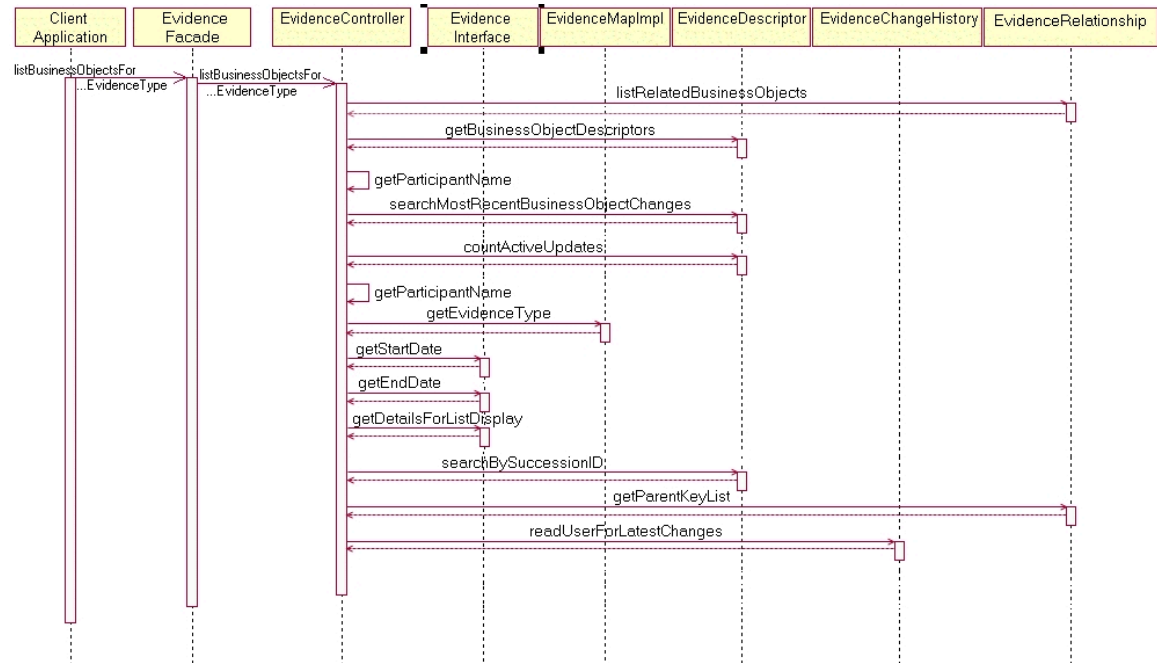 Client
Application
Evidence
Facade
EvidenceController
Evidence
Interface
EvidenceMapImpl
EvidenceDescriptor
EvidenceChangeHistory
EvidenceRelationship
listBusinessObjectsFor
...EvidenceType
listBusinessObjectsFor
...EvidenceType
listRelatedBusinessObjects
getBusinessObjectDescriptors
getParticipantName
searchMostRecentBusinessObjectChanges
countActiveUpdates
getParticipantName
getEvidenceType
getStartDate
getEndDate
getDetailsForListDisplay
searchBySuccessionID
getParentKeyList
readUserForLatestChanges